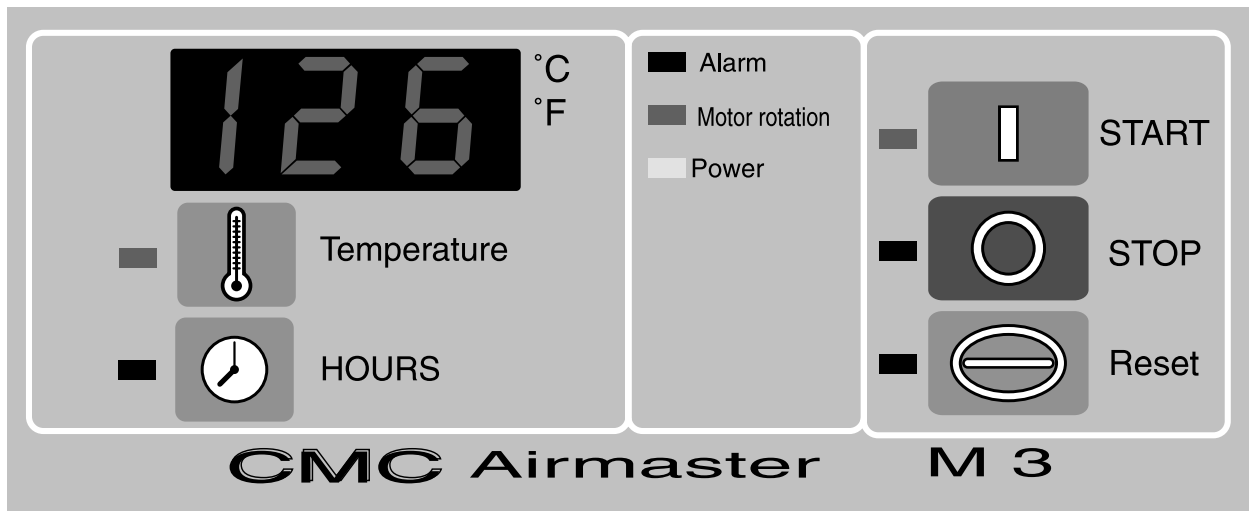 126
°C
°F
Temperature
HOURS
Alarm
Motor rotation
Power
START
STOP
Reset
CMC Airmaster M 3